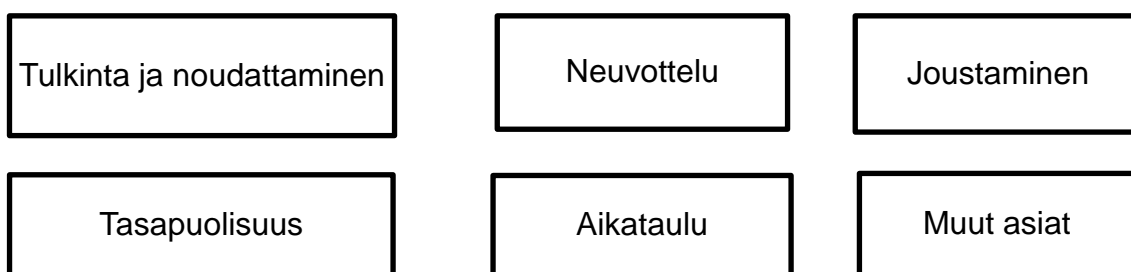 Tulkinta ja noudattaminen
Neuvottelu
Joustaminen
Tasapuolisuus
Aikataulu
Muut asiat